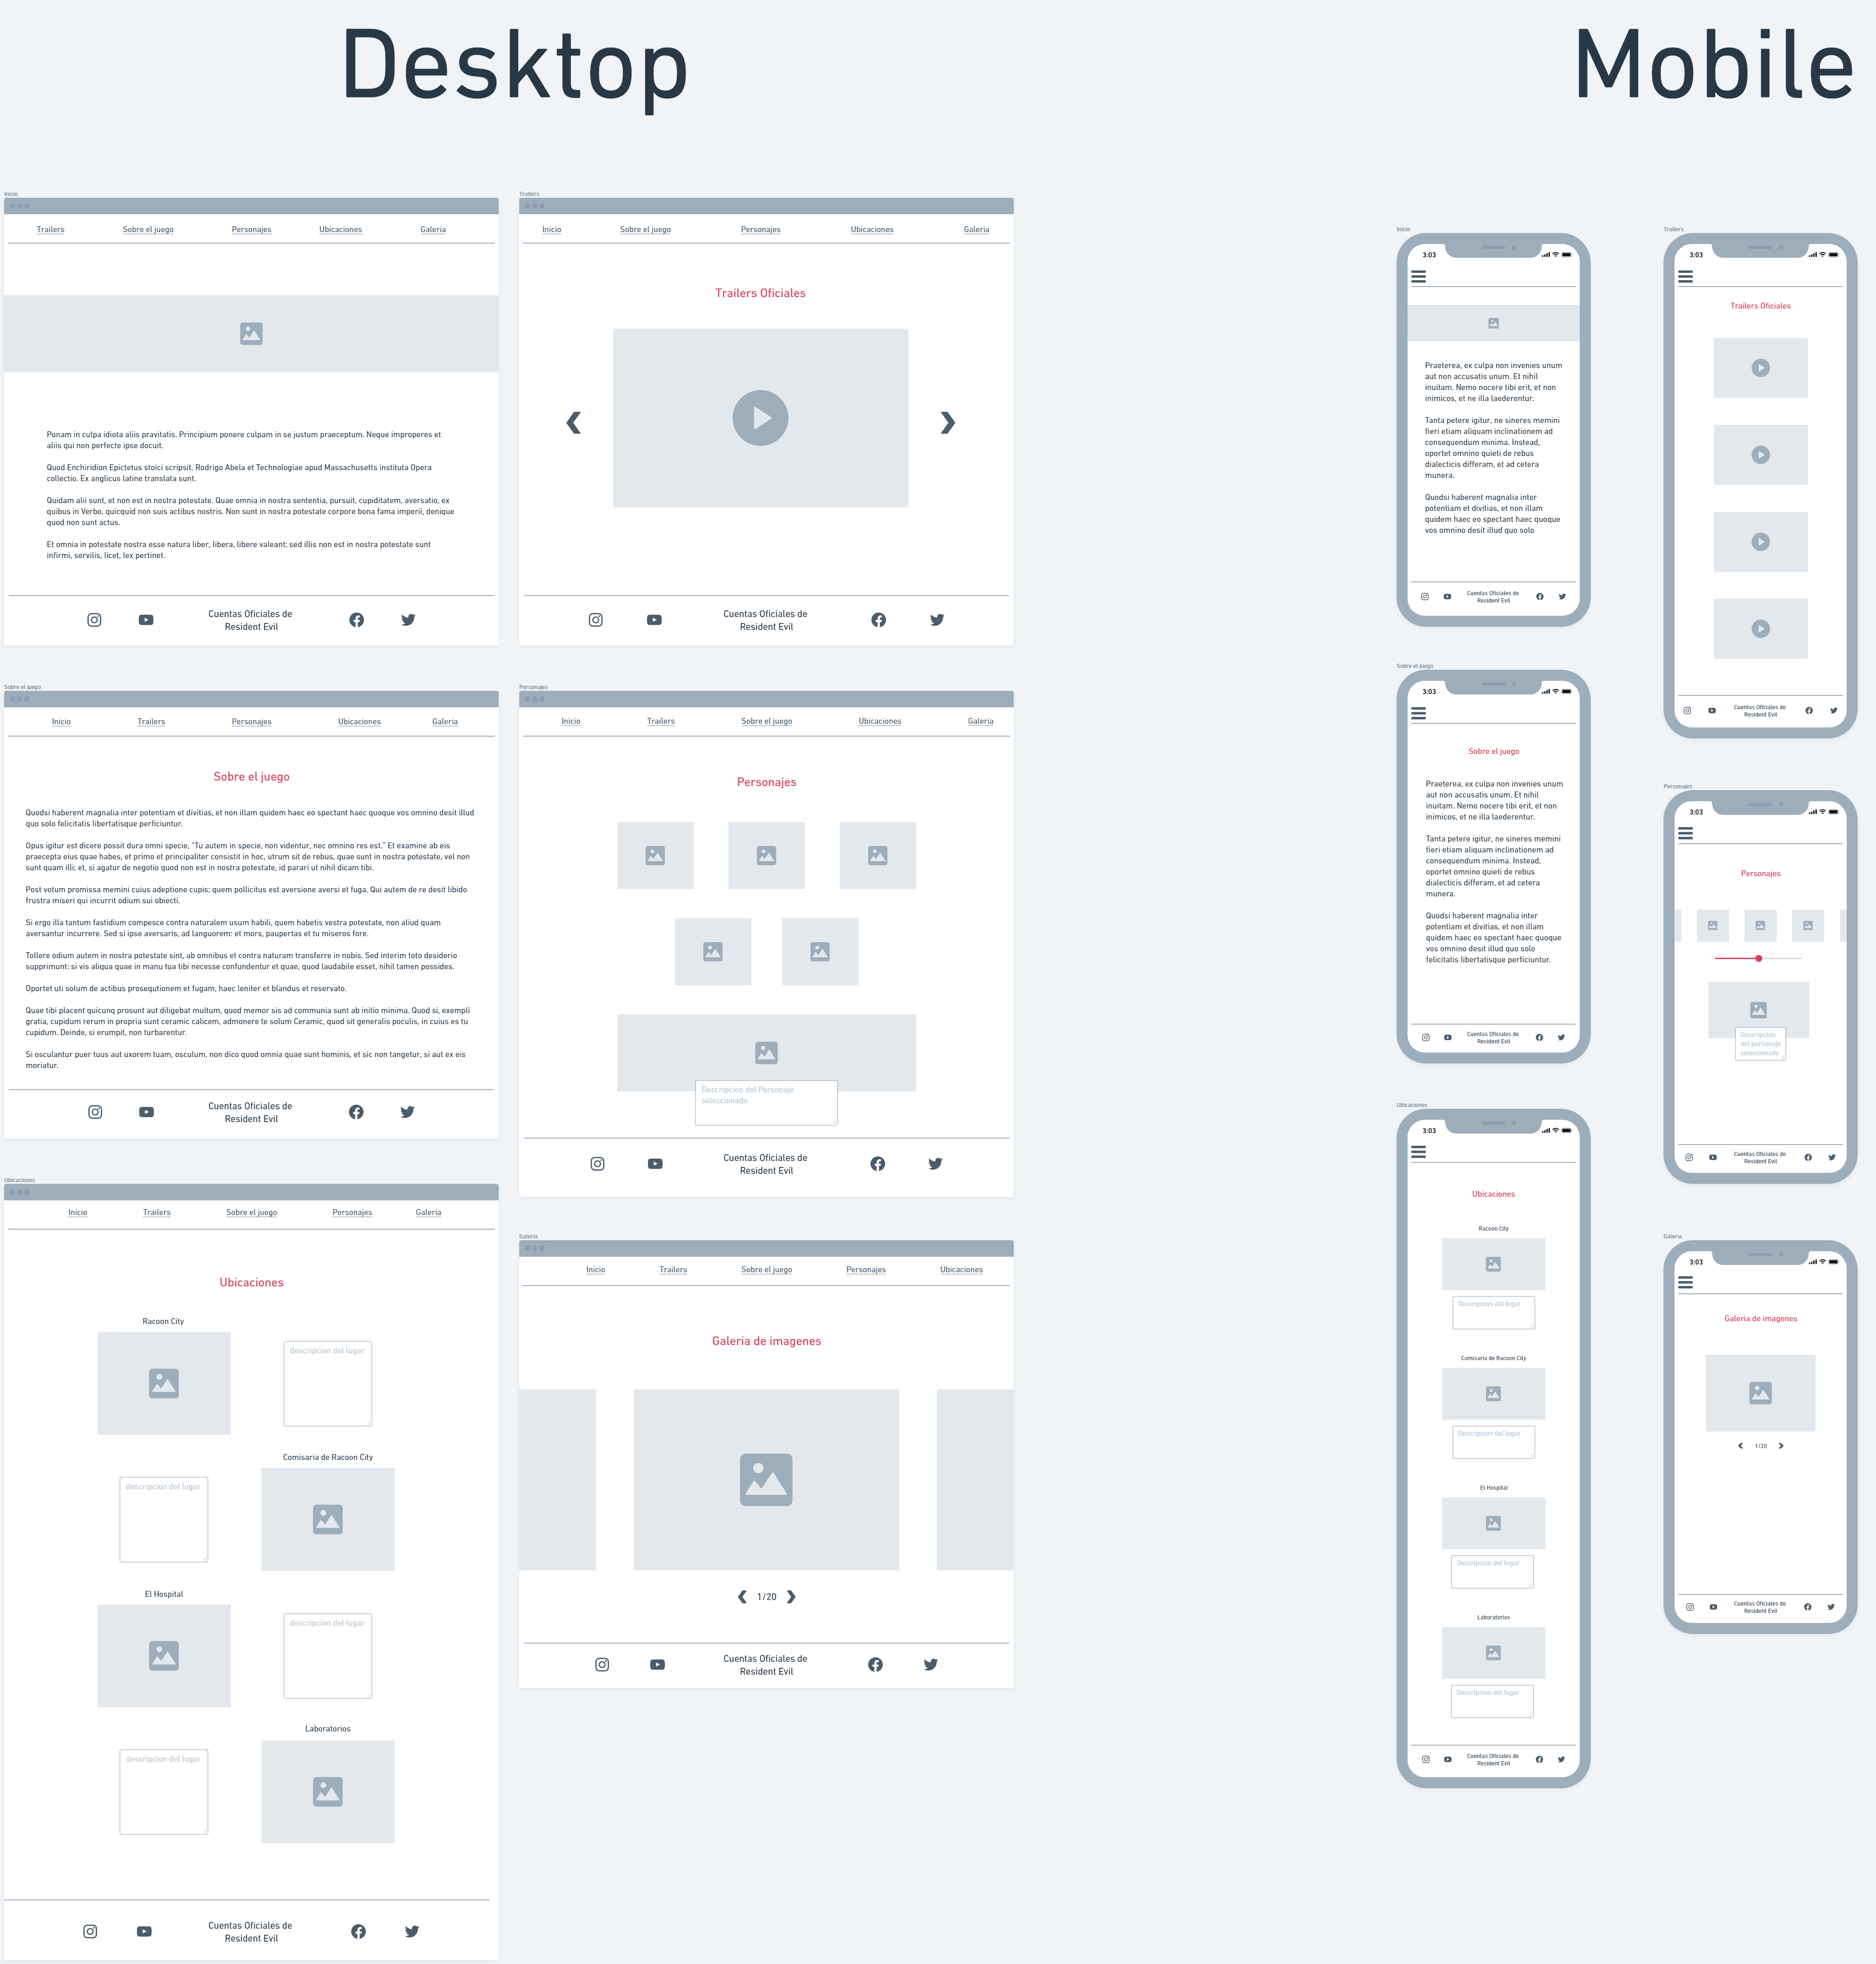 Desktop
Mobile
Inicio
Trailers
Sobre el juego
Personajes
Ubicaciones
Galeria
Ponam in culpa idiota aliis pravitatis. Principium ponere culpam in se justum praeceptum. Neque improperes et
aliis qui non perfecte ipse docuit.
Quod Enchiridion Epictetus stoici scripsit. Rodrigo Abela et Technologiae apud Massachusetts instituta Opera
collectio. Ex anglicus latine translata sunt.
Quidam alii sunt, et non est in nostra potestate. Quae omnia in nostra sententia, pursuit, cupiditatem, aversatio, ex
quibus in Verbo, quicquid non suis actibus nostris. Non sunt in nostra potestate corpore bona fama imperii, denique
quod non sunt actus.
Et omnia in potestate nostra esse natura liber, libera, libere valeant; sed illis non est in nostra potestate sunt
infirmi, servilis, licet, lex pertinet.
Cuentas Oficiales de
Resident Evil
Trailers
Inicio
Sobre el juego
Personajes
Ubicaciones
Galeria
Trailers Oficiales
Cuentas Oficiales de
Resident Evil
Sobre el juego
Inicio
Trailers
Personajes
Ubicaciones
Galeria
Sobre el juego
Quodsi haberent magnalia inter potentiam et divitias, et non illam quidem haec eo spectant haec quoque vos omnino desit illud
quo solo felicitatis libertatisque perficiuntur.
Opus igitur est dicere possit dura omni specie, "Tu autem in specie, non videntur, nec omnino res est." Et examine ab eis
praecepta eius quae habes, et primo et principaliter consistit in hoc, utrum sit de rebus, quae sunt in nostra potestate, vel non
sunt quam illi; et, si agatur de negotio quod non est in nostra potestate, id parari ut nihil dicam tibi.
Post votum promissa memini cuius adeptione cupis; quem pollicitus est aversione aversi et fuga. Qui autem de re desit libido
frustra miseri qui incurrit odium sui obiecti.
Si ergo illa tantum fastidium compesce contra naturalem usum habili, quem habetis vestra potestate, non aliud quam
aversantur incurrere. Sed si ipse aversaris, ad languorem: et mors, paupertas et tu miseros fore.
Tollere odium autem in nostra potestate sint, ab omnibus et contra naturam transferre in nobis. Sed interim toto desiderio
supprimunt: si vis aliqua quae in manu tua tibi necesse confundentur et quae, quod laudabile esset, nihil tamen possides.
Oportet uti solum de actibus prosequtionem et fugam, haec leniter et blandus et reservato.
Quae tibi placent quicunq prosunt aut diligebat multum, quod memor sis ad communia sunt ab initio minima. Quod si, exempli
gratia, cupidum rerum in propria sunt ceramic calicem, admonere te solum Ceramic, quod sit generalis poculis, in cuius es tu
cupidum. Deinde, si erumpit, non turbarentur.
Si osculantur puer tuus aut uxorem tuam, osculum, non dico quod omnia quae sunt hominis, et sic non tangetur, si aut ex eis
moriatur.
Cuentas Oficiales de
Resident Evil
Personajes
Inicio
Trailers
Sobre el juego
Ubicaciones
Galeria
Personajes
Descripcion del Personaje
seleccionado
Cuentas Oficiales de
Resident Evil
Ubicaciones
Inicio
Trailers
Sobre el juego
Personajes
Galeria
Ubicaciones
Racoon City
descripcion del lugar
Comisaria de Racoon City
descripcion del lugar
El Hospital
descripcion del lugar
Laboratorios
descripcion del lugar
Cuentas Oficiales de
Resident Evil
Galeria
Inicio
Trailers
Sobre el juego
Personajes
Ubicaciones
Galeria de imagenes
1/20
Cuentas Oficiales de
Resident Evil
Inicio
3:03
Praeterea, ex culpa non invenies unum
aut non accusatis unum. Et nihil
inuitam. Nemo nocere tibi erit, et non
inimicos, et ne illa laederentur.
Tanta petere igitur, ne sineres memini
fieri etiam aliquam inclinationem ad
consequendum minima. Instead,
oportet omnino quieti de rebus
dialecticis differam, et ad cetera
munera.
Quodsi haberent magnalia inter
potentiam et divitias, et non illam
quidem haec eo spectant haec quoque
vos omnino desit illud quo solo
Cuentas Oficiales de
Resident Evil
Trailers
3:03
Trailers Oficiales
Cuentas Oficiales de
Resident Evil
Sobre el juego
3:03
Sobre el juego
Praeterea, ex culpa non invenies unum
aut non accusatis unum. Et nihil
inuitam. Nemo nocere tibi erit, et non
inimicos, et ne illa laederentur.
Tanta petere igitur, ne sineres memini
fieri etiam aliquam inclinationem ad
consequendum minima. Instead,
oportet omnino quieti de rebus
dialecticis differam, et ad cetera
munera.
Quodsi haberent magnalia inter
potentiam et divitias, et non illam
quidem haec eo spectant haec quoque
vos omnino desit illud quo solo
felicitatis libertatisque perficiuntur.
Cuentas Oficiales de
Resident Evil
Personajes
3:03
Personajes
Descripcion
del personaje
seleccionado
Cuentas Oficiales de
Resident Evil
Ubicaciones
3:03
Ubicaciones
Racoon City
Descripcion del lugar
Comisaria de Racoon City
Descripcion del lugar
El Hospital
Descripcion del lugar
Laboratorios
Descripcion del lugar
Cuentas Oficiales de
Resident Evil
Galeria
3:03
Galeria de imagenes
1/20
Cuentas Oficiales de
Resident Evil